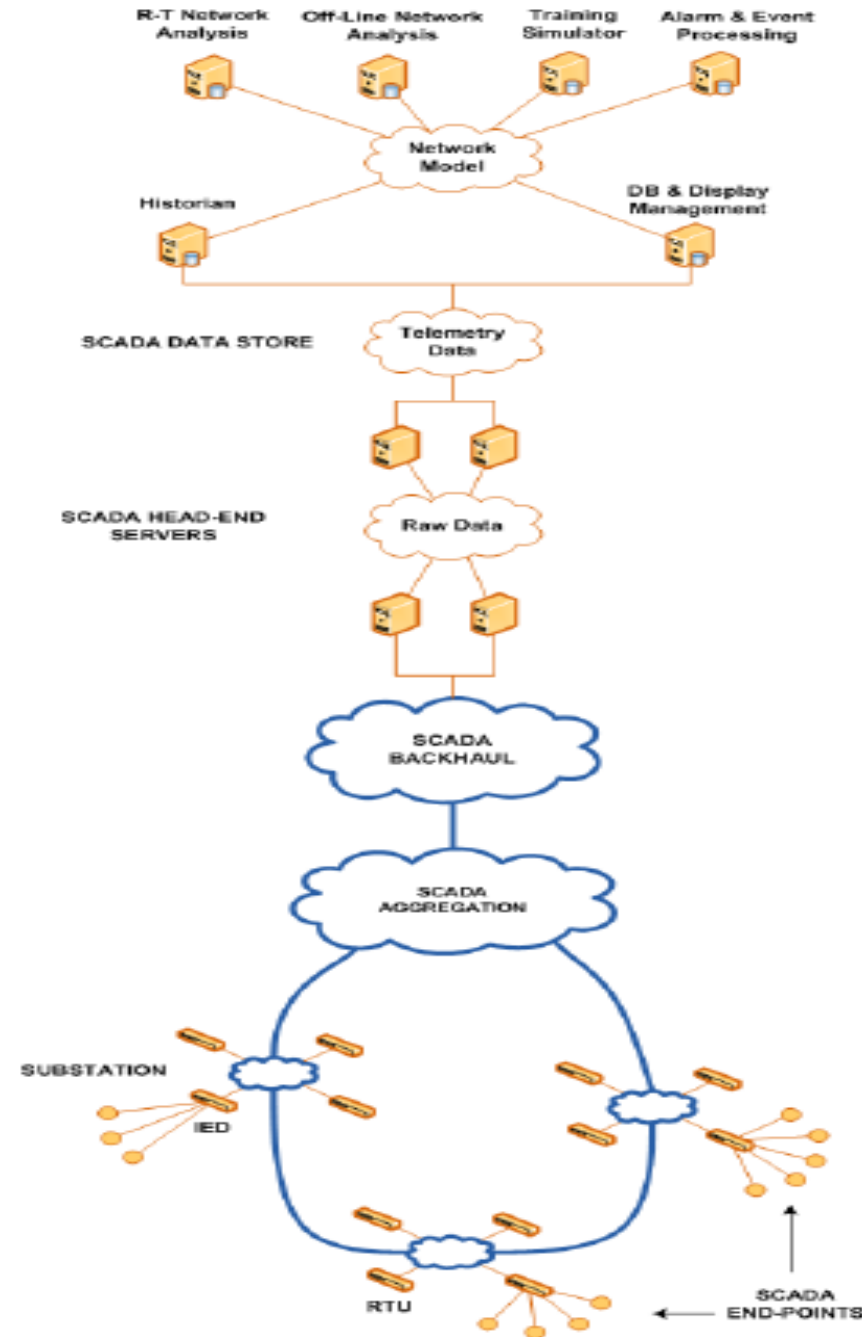 R-T Network
Analysis
Off-Line Network
Analysis
Training
Simulator
Alarm & Event
Processing
Network
Model
Historian
DB & Display
Management
SCADA DATA STORE
Telemetry
Data
SCADA HEAD-END
SERVERS
Raw Data
SCADA
BACKHAUL
SCADA
AGGREGATION
SUBSTATION
IED
RTU
SCADA
END-POINTS